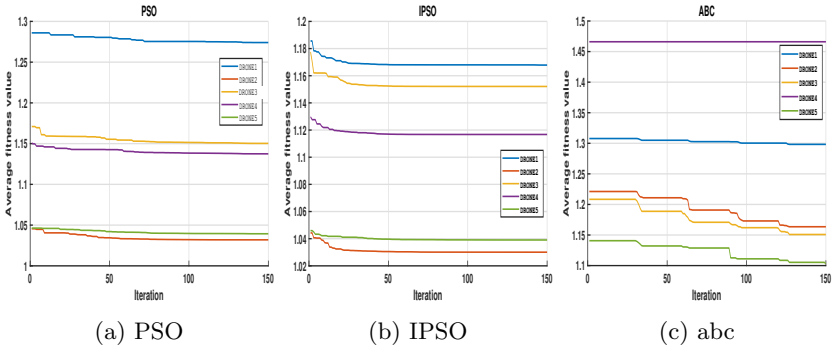 PSO
1.3
1.25
1.2
1.15
1.1
1.05
1
0
50
100
150
Average fitness value
Iteration
DRONE1
DRONE2
DRONE3
DRONE4
DRONE5
(a) PSO
IPSO
1.2
1.18
1.16
1.14
1.12
1.1
1.08
1.06
1.04
1.02
0
50
100
150
Average fitness value
Iteration
DRONE1
DRONE2
DRONE3
DRONE4
DRONE5
(b) IPSO
ABC
1.5
1.45
1.4
1.35
1.3
1.25
1.2
1.15
1.1
0
50
100
150
Average fitness value
Iteration
DRONE1
DRONE2
DRONE3
DRONE4
DRONE5
(c) abc